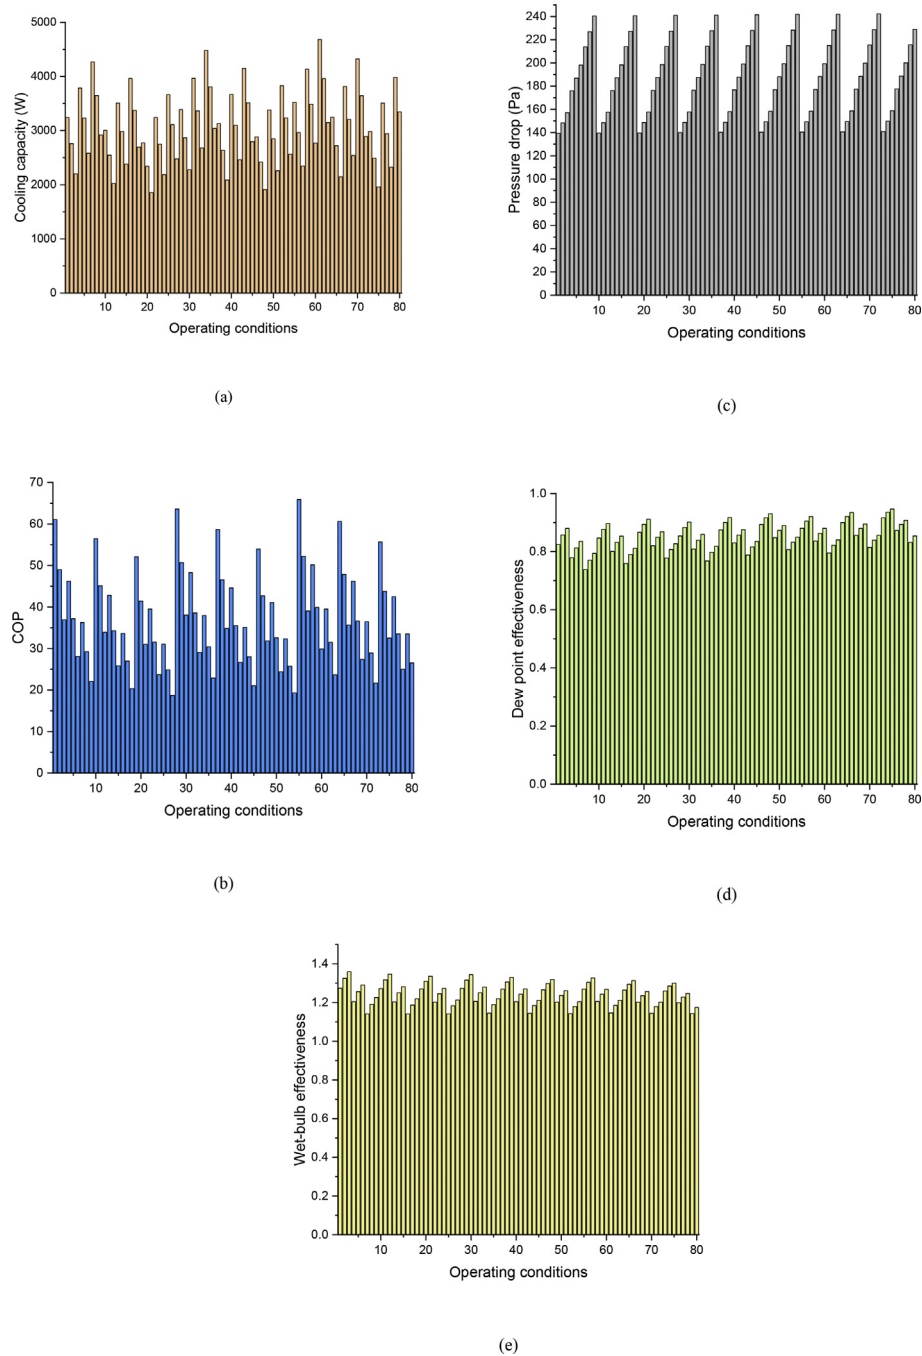 5000
4000
3000
2000
1000
0
Cooling capacity (W)
10 20 30 40 50 60 70 80
Operating conditions
(a)
240
220
200
180
160
140
120
100
80
60
40
20
0
Pressure drop (Pa)
10 20 30 40 50 60 70 80
Operating conditions
(c)
70
60
50
40
30
20
10
0
COP
10 20 30 40 50 60 70 80
Operating conditions
(b)
1.0
0.8
0.6
0.4
0.2
0.0
Dew point effectiveness
10 20 30 40 50 60 70 80
Operating conditions
(d)
1.4
1.2
1.0
0.8
0.6
0.4
0.2
0.0
Wet-bulb effectiveness
10 20 30 40 50 60 70 80
Operating conditions
(e)